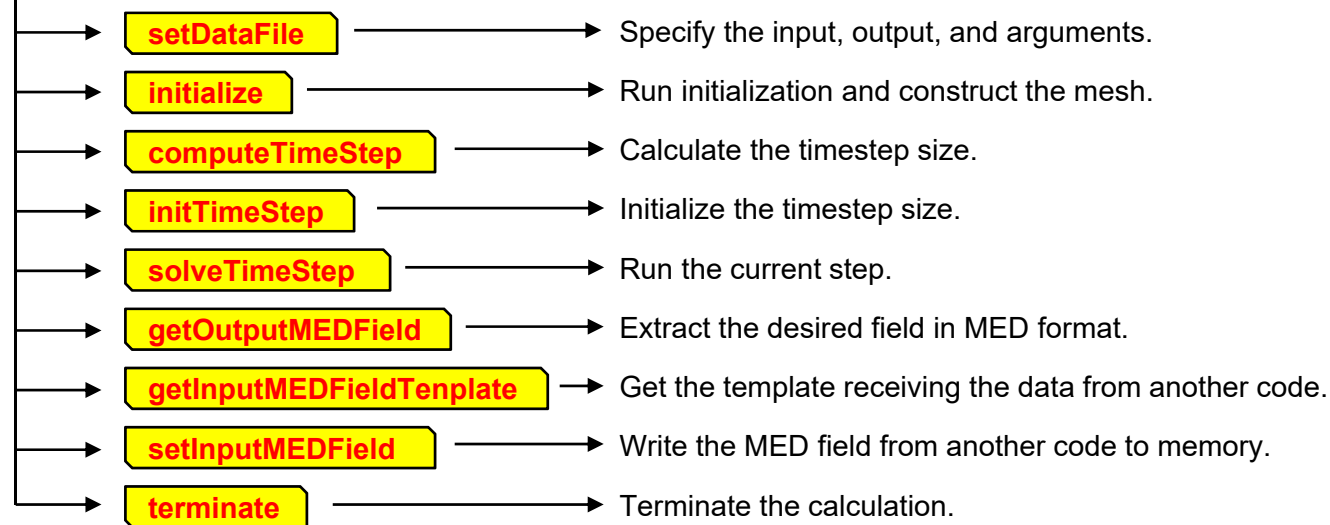 setDataFile Specify the input, output, and arguments.
initialize Run initialization and construct the mesh.
computeTimeStep Calculate the timestep size.
initTimeStep Initialize the timestep size.
solveTimeStep Run the current step.
getOutputMEDField Extract the desired field in MED format.
getInputMEDFieldTenplate Get the template receiving the data from another code.
setInputMEDField Write the MED field from another code to memory.
terminate Terminate the calculation.